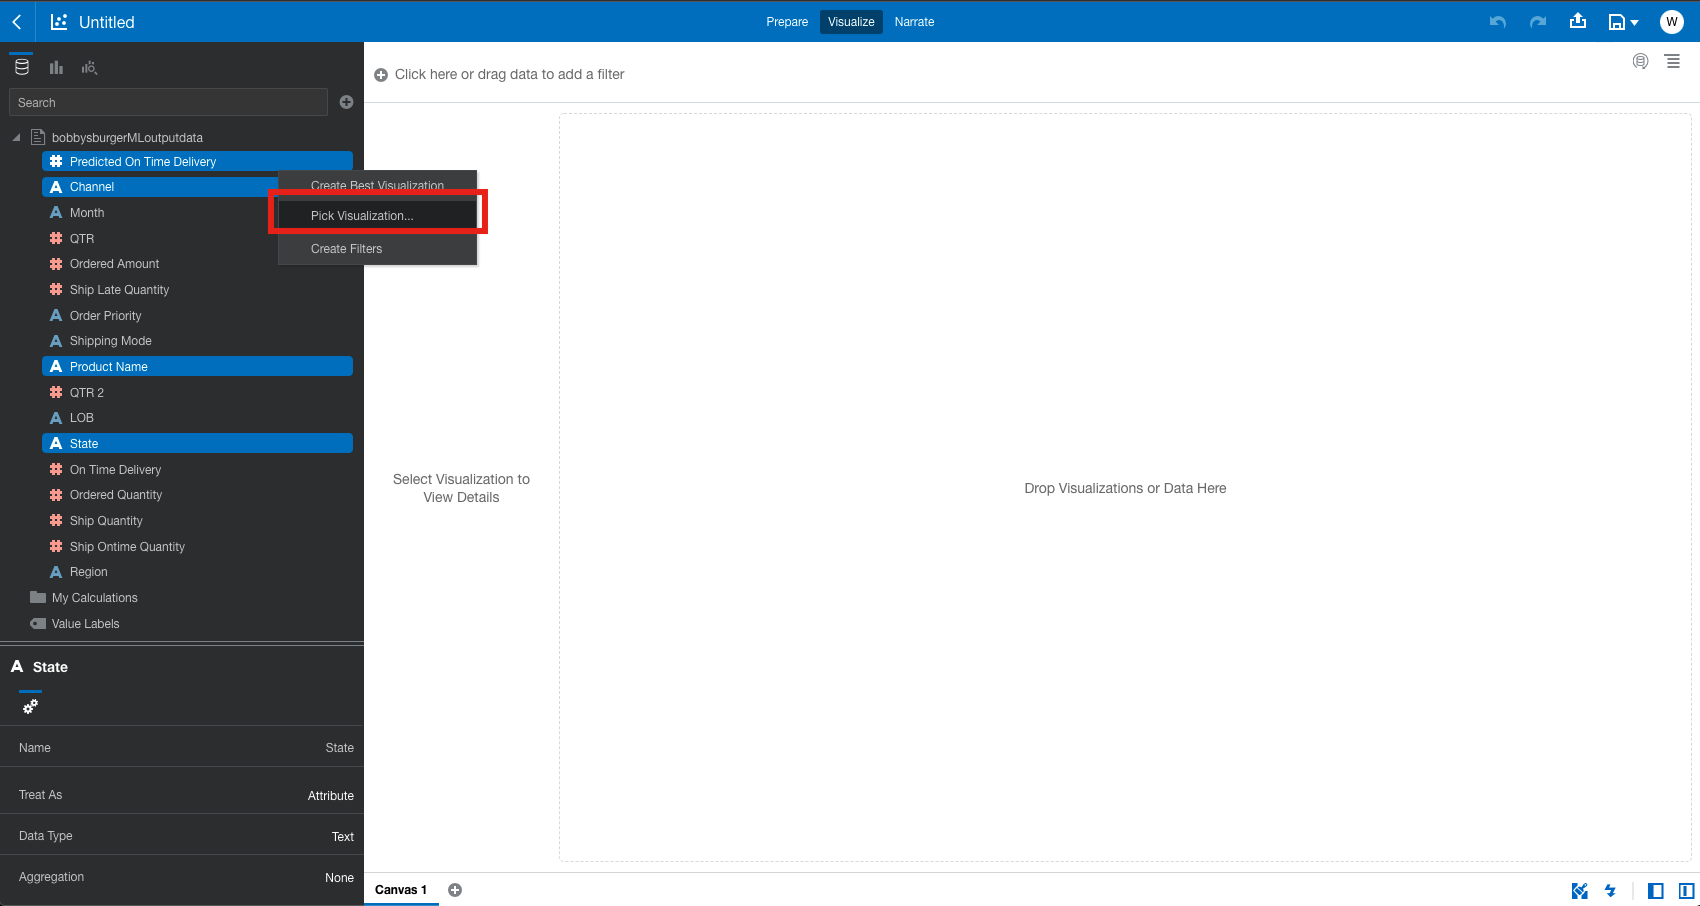 Untitled
Prepare
Visualize
Narrate
W
Search
Click here or drag data to add a filter
bobbysburgerMLoutputdata
# Predicted On Time Delivery
A Channel
A Month
# QTR
# Ordered Amount
# Ship Late Quantity
A Order Priority
A Shipping Mode
A Product Name
# QTR 2
A LOB
A State
# On Time Delivery
# Ordered Quantity
# Ship Quantity
# Ship Ontime Quantity
A Region
My Calculations
Value Labels
Create Best Visualization
Pick Visualization...
Create Filters
Select Visualization to
View Details
Drop Visualizations or Data Here
A State
Name State
Treat As Attribute
Data Type Text
Aggregation None
Canvas 1